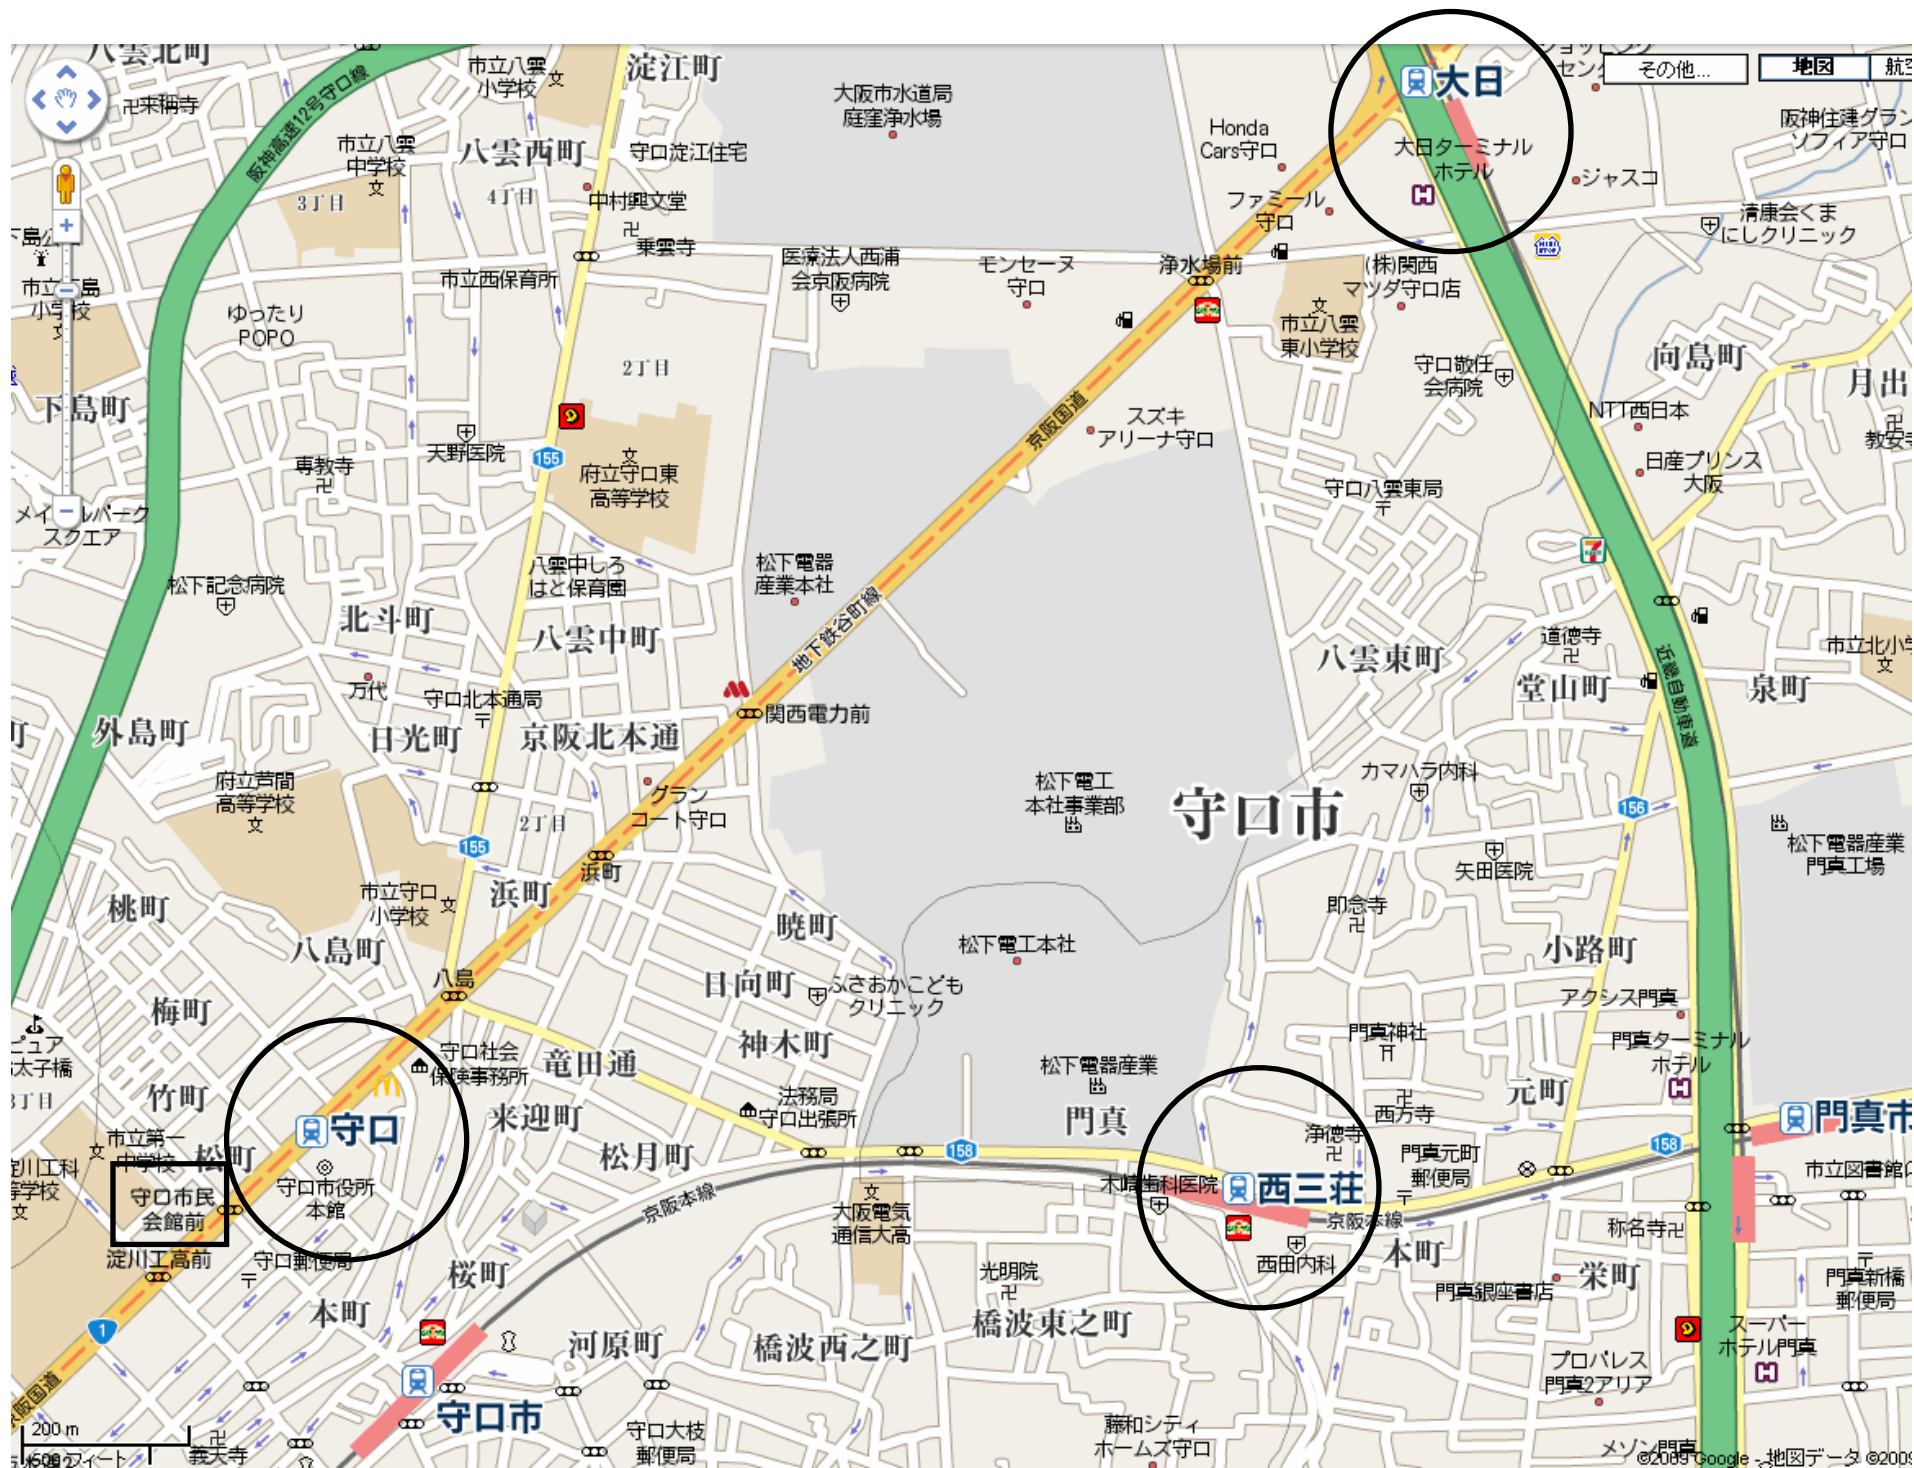 八雲北町
阪神高速12号守口線
卍来稱寺
市立八雲
小学校
淀江町
大阪市水道局
庭窪浄水場
Honda
Cars守口
大日
その他...
地図
阪神住建グラン
ソフィア守口
市立八雲
中学校
八雲西町
守口淀江住宅
3丁目
4丁目
中村興文堂
乗雲寺
大日ターミナル
ホテル
ジャスコ
ファミール
守口
清康会くま
にしクリニック
市立西保育所
医療法人西浦
会京阪病院
モンセーヌ
守口
浄水場前
(株)関西
マツダ守口店
ゆったり
POPO
2丁目
市立八雲
東小学校
守口敬任
会病院
向島町
月出
下島町
天野医院
155
専教寺
府立守口東
高等学校
京阪国道
スズキ
アリーナ守口
NTT西日本
日産プリンス
大阪
守口八雲東局
スクエア
松下記念病院
八雲中しろ
はと保育園
松下電器
産業本社
地下鉄谷町線
北斗町
八雲中町
八雲東町
道徳寺
堂山町
泉町
近畿自動車道
市立北小学
万代
守口北本通局
外島町
日光町
京阪北本通
関西電力前
府立芦間
高等学校
グラン
コート守口
2丁目
155
松下電工
本社事業部
守口市
カマハラ内科
156
松下電器産業
門真工場
矢田医院
浜町
浜町
市立守口
小学校
桃町
八島町
暁町
即念寺
小路町
松下電工本社
八島
日向町
ふさおかこども
クリニック
アクシス門真
梅町
守口社会
保険事務所
竜田通
神木町
門真神社
門真ターミナル
ホテル
太子橋
竹町
来迎町
法務局
守口出張所
松下電器産業
門真
西方寺
元町
守口
市立第一
中学校
松町
松月町
158
浄徳寺
門真元町
郵便局
158
門真市
守口市民
会館前
守口市役所
本館
京阪本線
大阪電気
通信大高
西三荘
京阪本線
市立図書館
淀川工高前
守口郵便局
桜町
光明院
西田内科
本町
称名寺卍
栄町
門真新橋
郵便局
1
本町
河原町
橋波西之町
橋波東之町
門真銀座書店
スーパー
ホテル門真
プロパレス
門真2アリア
守口市
京阪国道
200 m
義天寺
守口大枝
郵便局
藤和シティ
ホームズ守口
メゾン門真
©2009 Google - 地図データ ©2009